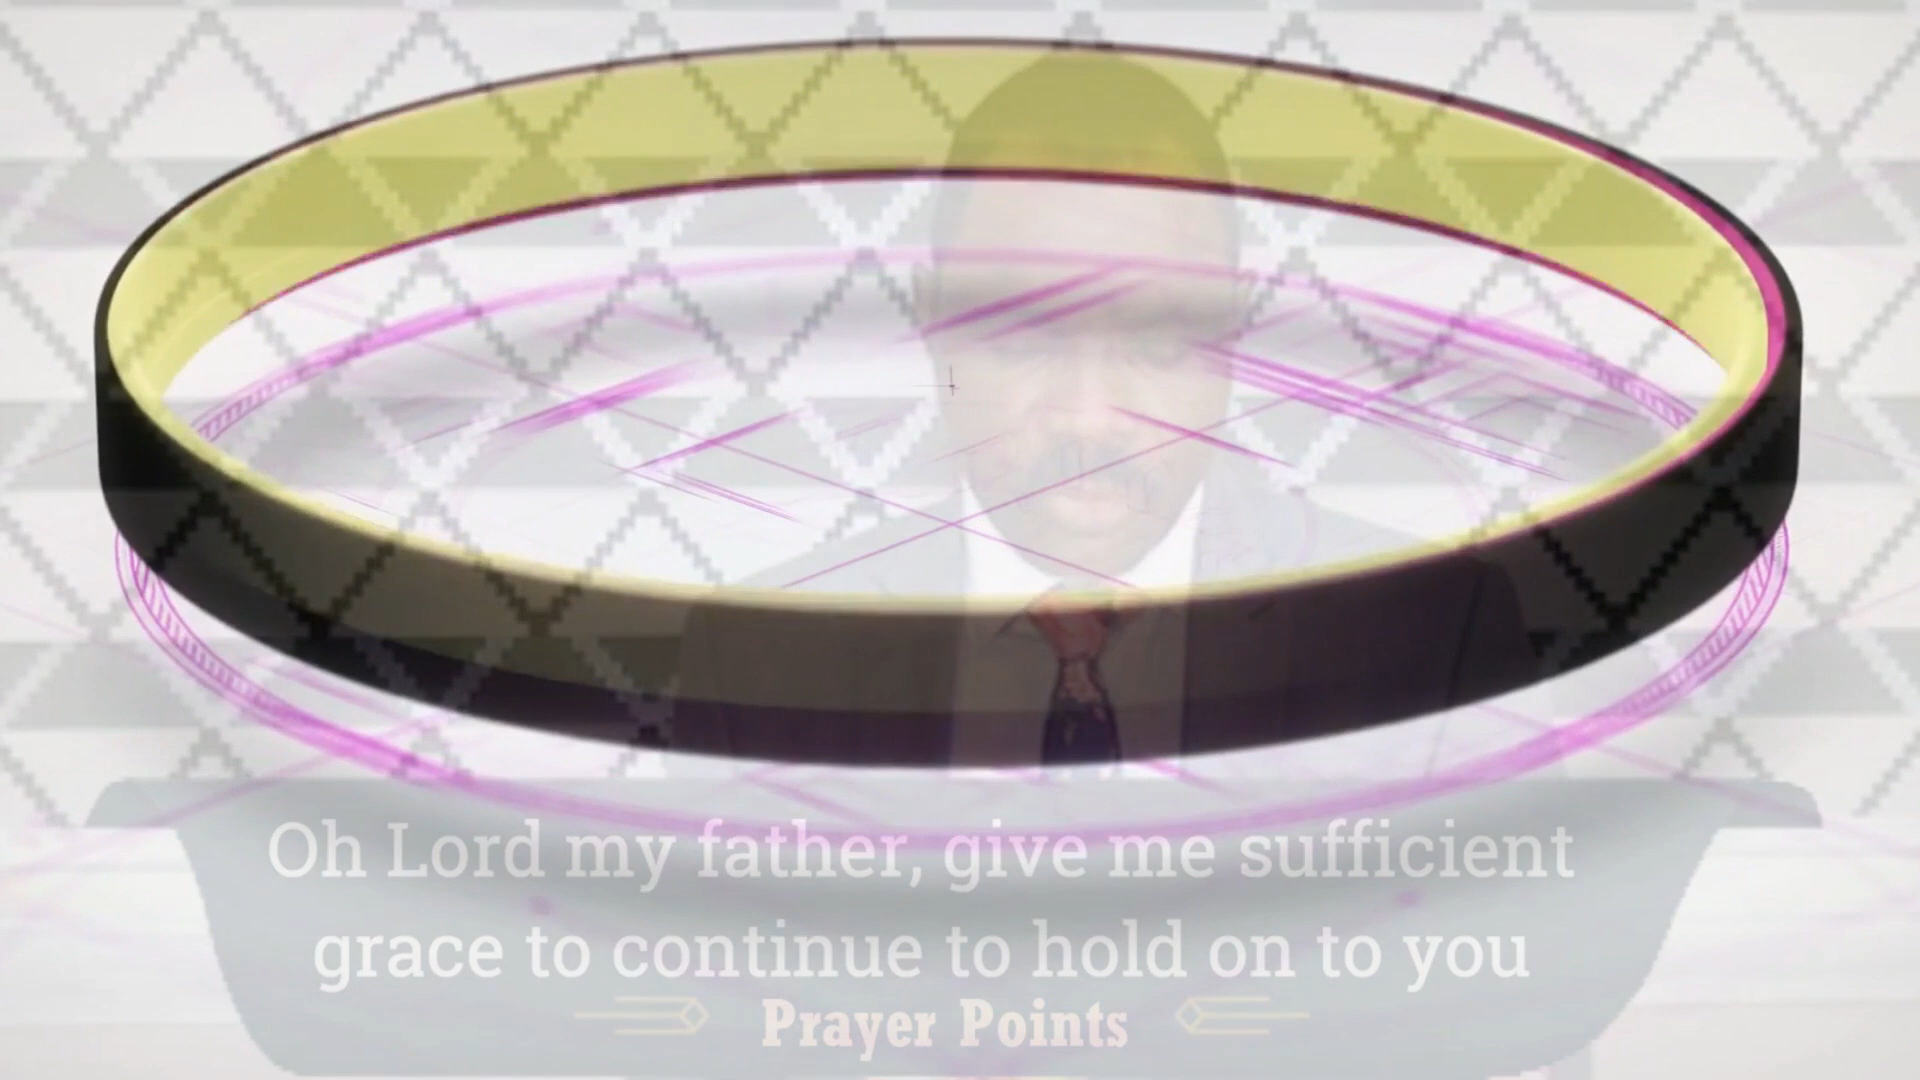 Oh Lord my father, give me sufficient
grace to continue to hold on to you
Prayer Points